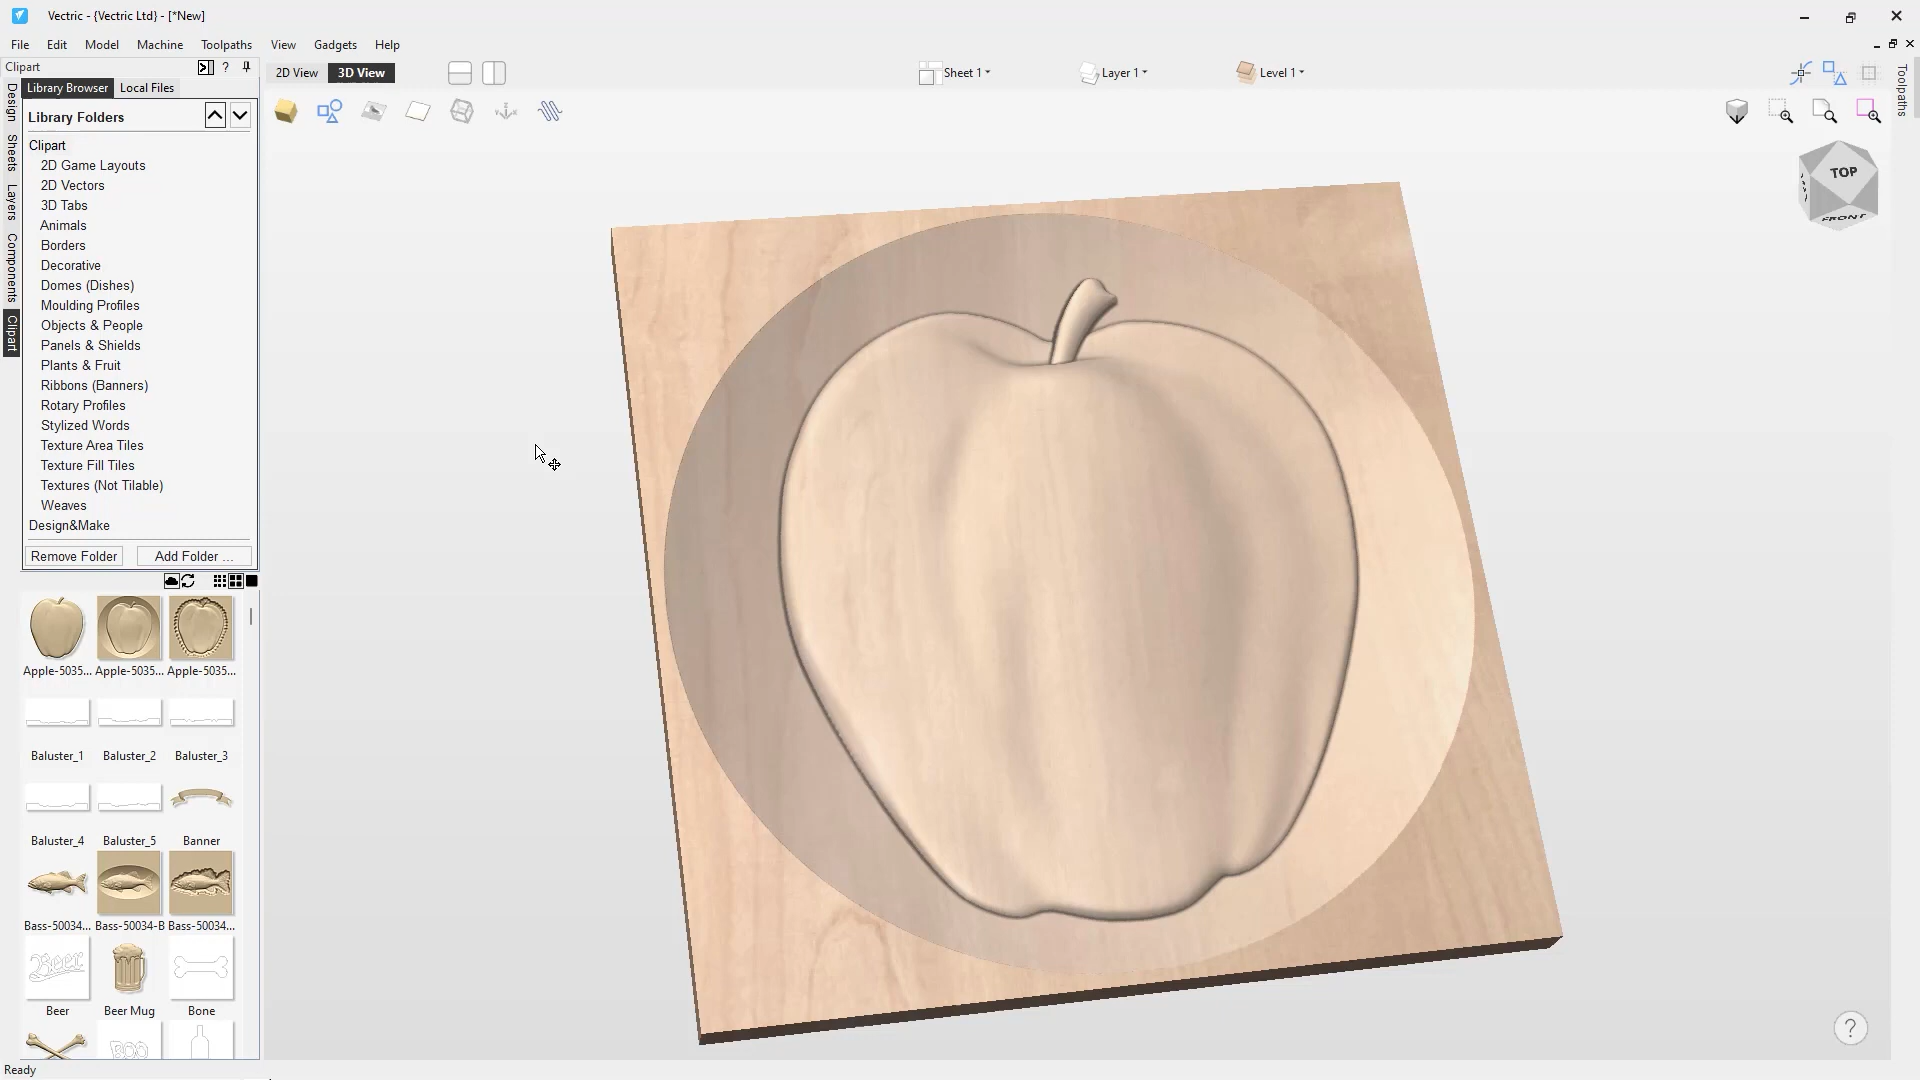 Vectric - {Vectric Ltd} - [*New]
File Edit Model Machine Toolpaths View Gadgets Help
Clipart ?
Library Browser Local Files
2D View 3D View
Sheet 1 Layer 1 Level 1
Design
Sheets
Layers
Components
Clipart
Toolpaths
Library Folders
Clipart
2D Game Layouts
2D Vectors
3D Tabs
Animals
Borders
Decorative
Domes (Dishes)
Moulding Profiles
Objects & People
Panels & Shields
Plants & Fruit
Ribbons (Banners)
Rotary Profiles
Stylized Words
Texture Area Tiles
Texture Fill Tiles
Textures (Not Tilable)
Weaves
Design&Make
Remove Folder Add Folder ...
Apple-5035... Apple-5035... Apple-5035...
Baluster_1 Baluster_2 Baluster_3
Baluster_4 Baluster_5 Banner
Bass-50034... Bass-50034-B Bass-50034...
Beer
Beer Beer Mug Bone
BOO
TOP
FRONT
?
Ready